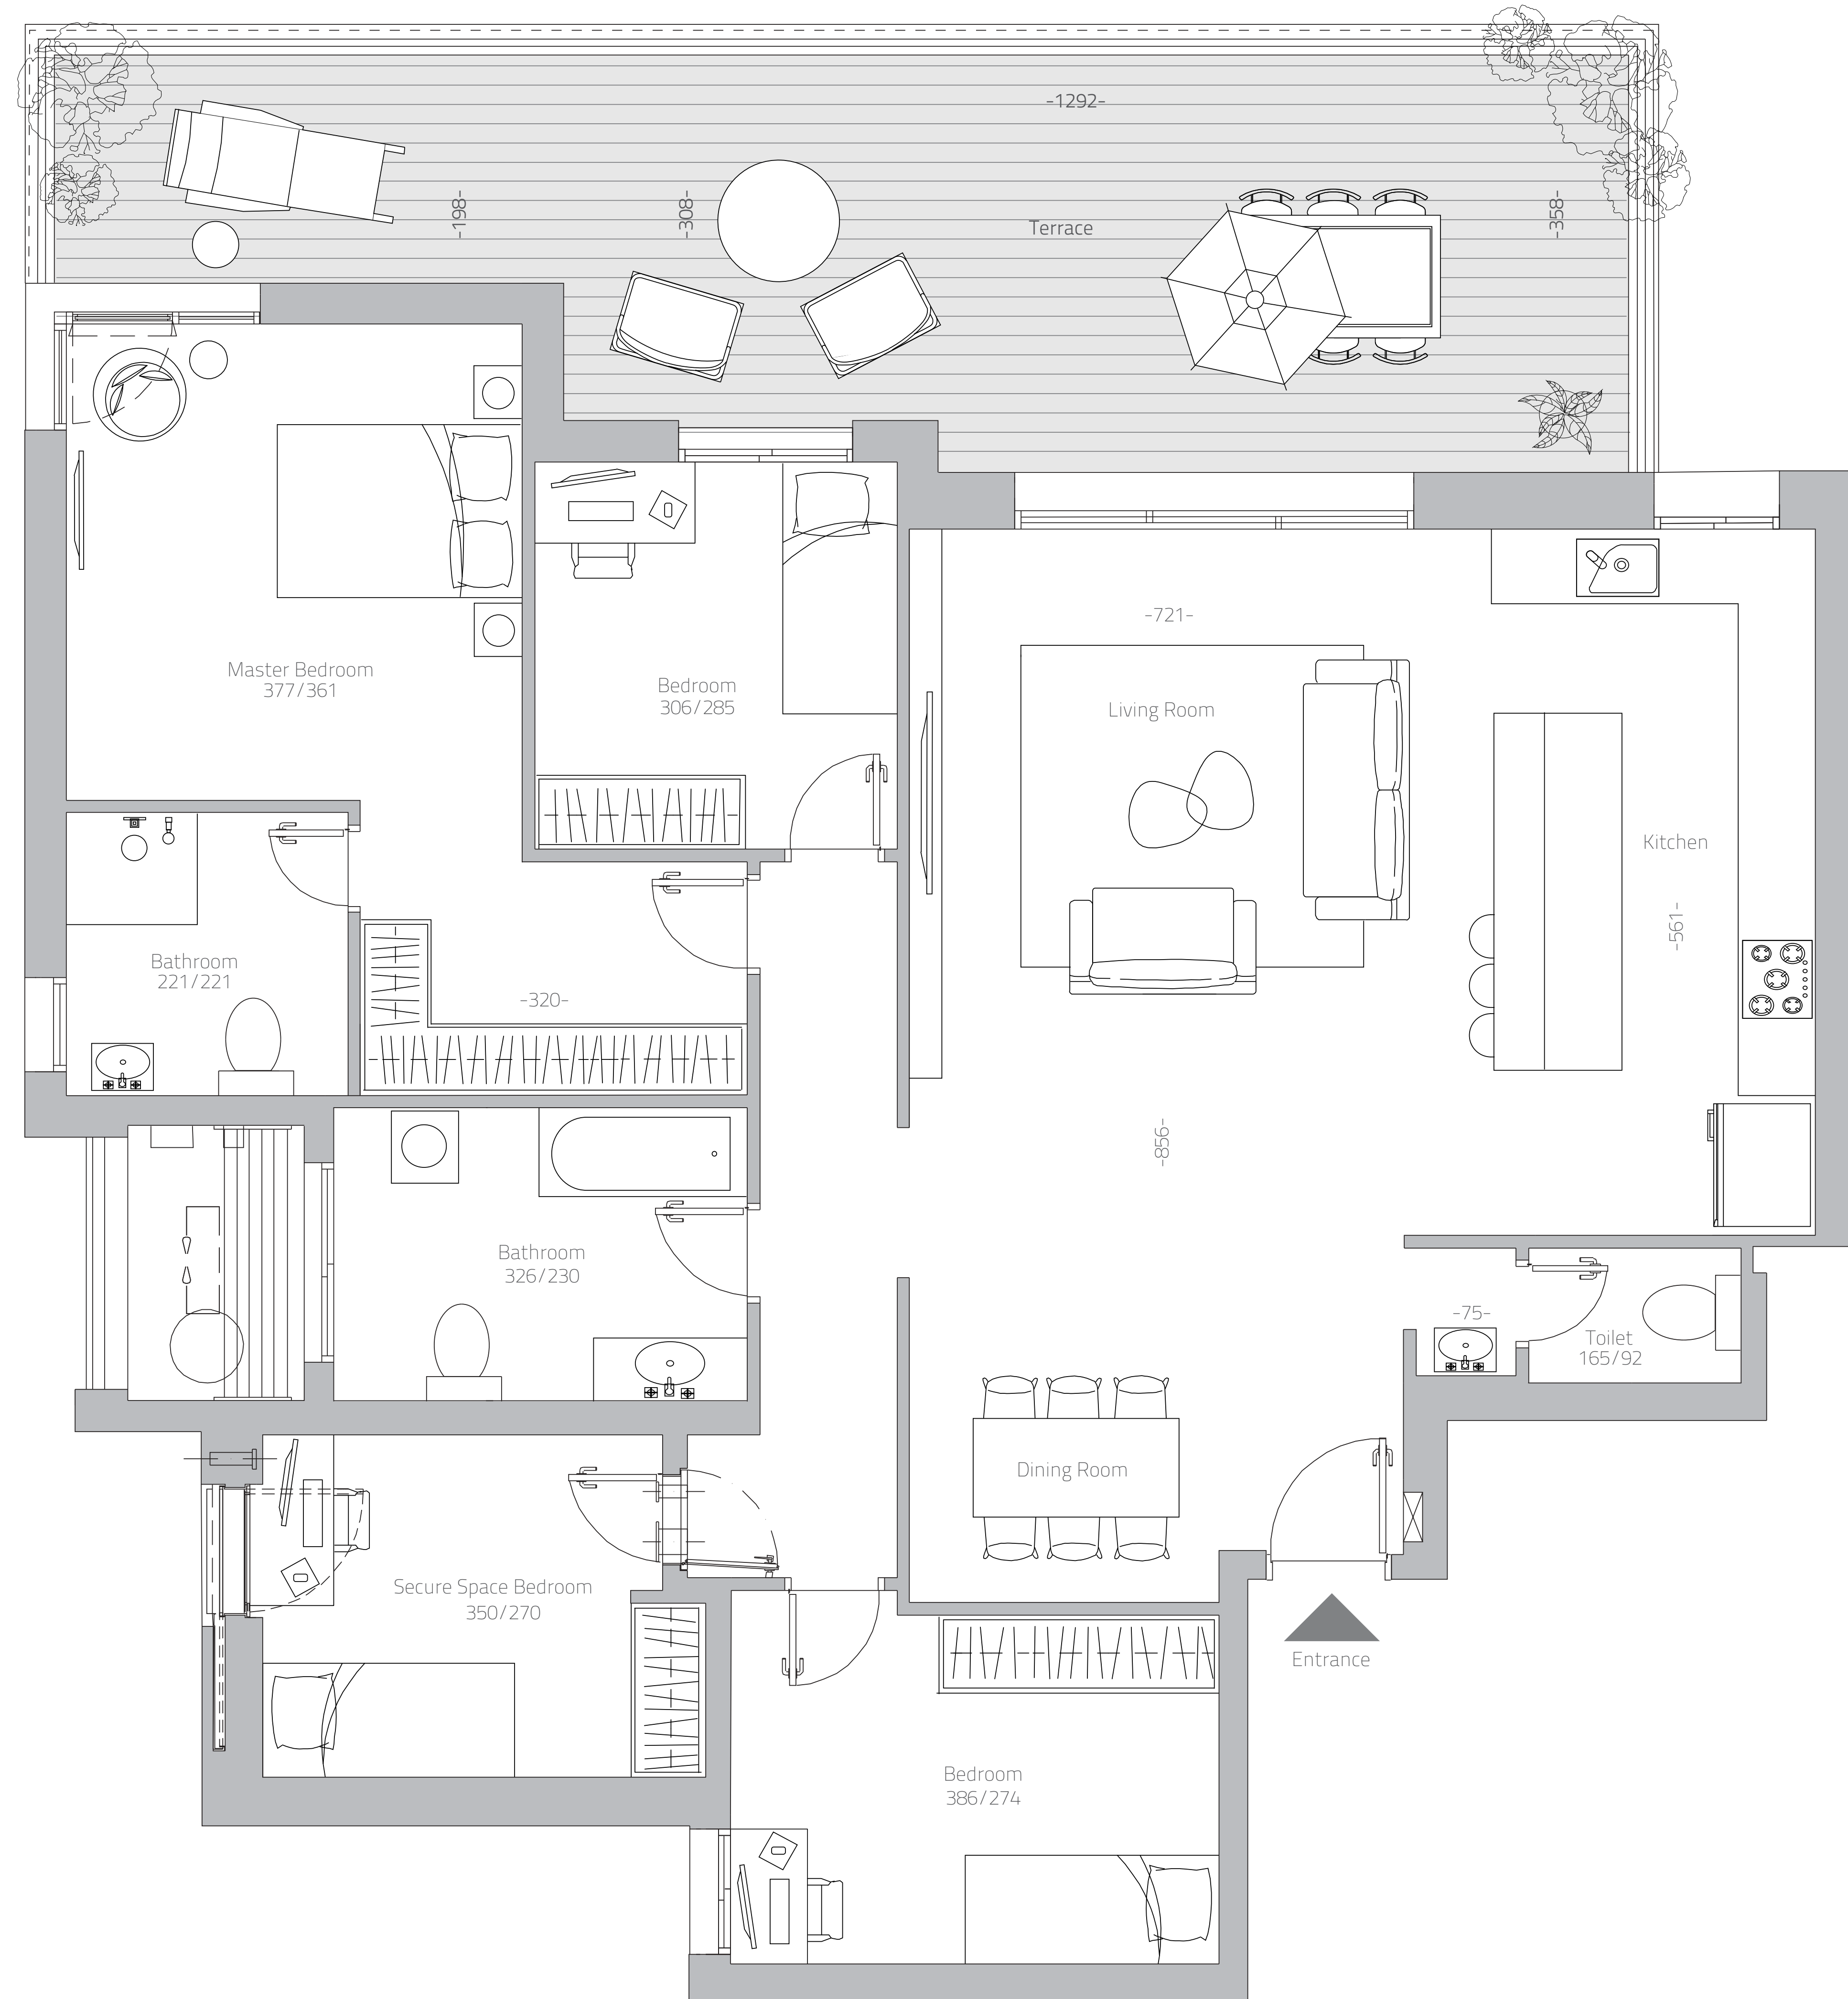 -1292-
-198-
-308-
Terrace
-358-
-721-
Master Bedroom
377/361
Bedroom
306/285
Living Room
Kitchen
-561-
Bathroom
221/221
-320-
-856-
Bathroom
326/230
-75-
Toilet
165/92
Dining Room
Secure Space Bedroom
350/270
Entrance
Bedroom
386/274